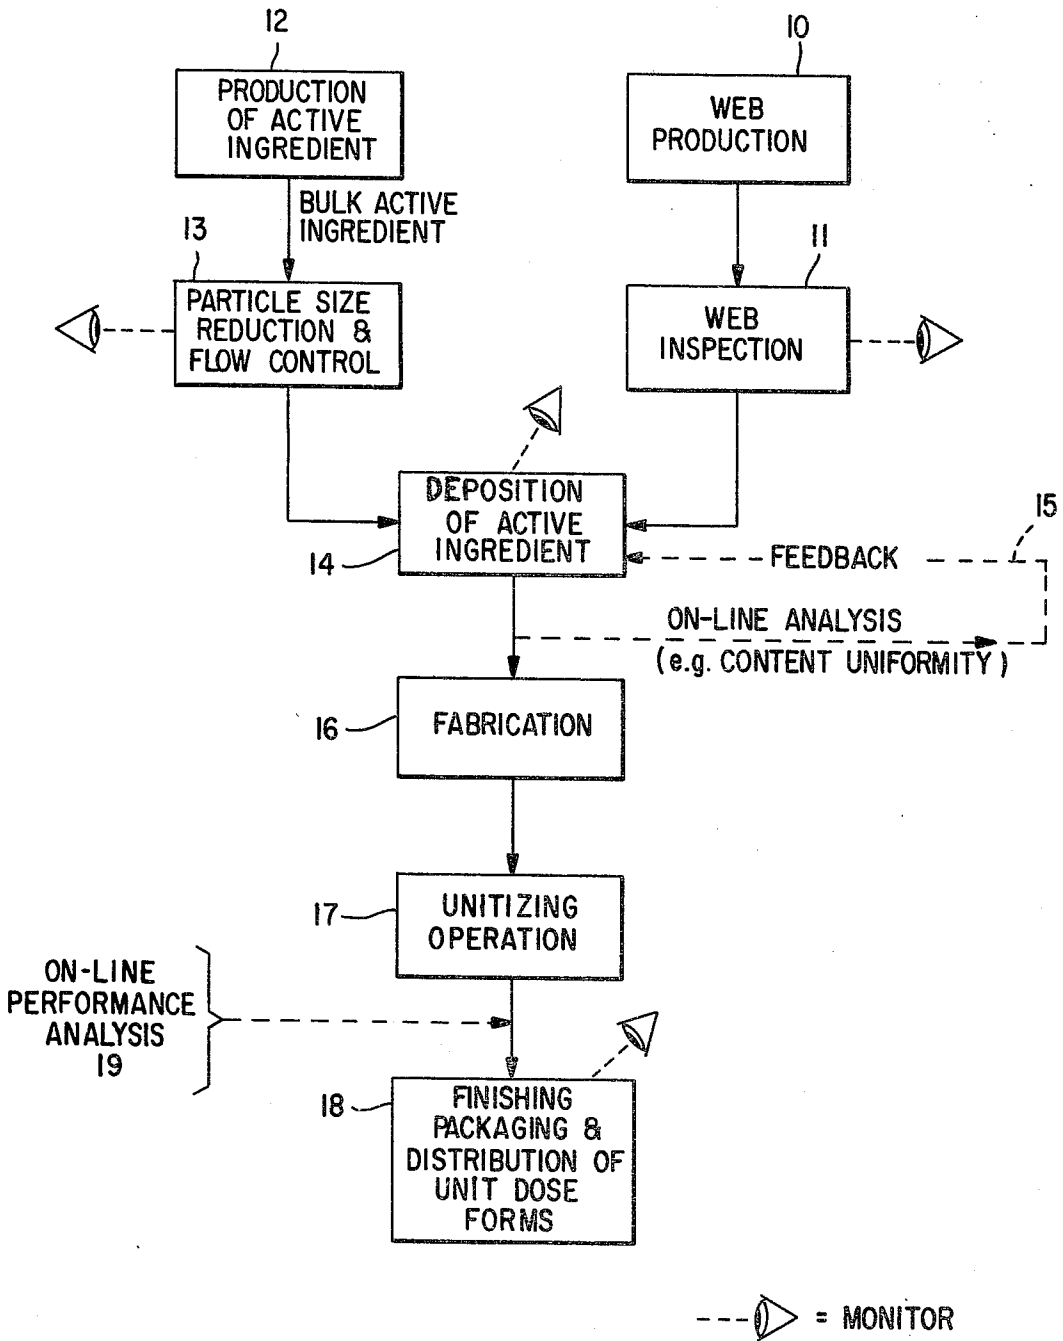 12
PRODUCTION
OF ACTIVE
INGREDIENT
10
WEB
PRODUCTION
BULK ACTIVE
INGREDIENT
13
PARTICLE SIZE
REDUCTION &
FLOW CONTROL
11
WEB
INSPECTION
DEPOSITION
OF ACTIVE
INGREDIENT
14
15
FEEDBACK
ON-LINE ANALYSIS
(e.g. CONTENT UNIFORMITY)
16
FABRICATION
17
UNITIZING
OPERATION
ON-LINE
PERFORMANCE
ANALYSIS
19
18
FINISHING
PACKAGING &
DISTRIBUTION OF
UNIT DOSE
FORMS
= MONITOR